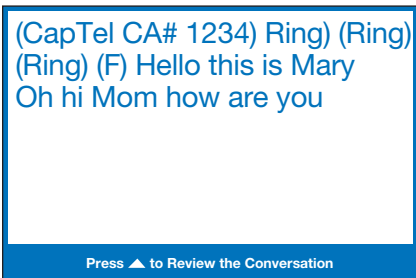 (CapTel CA# 1234) Ring) (Ring)
(Ring) (F) Hello this is Mary
Oh hi Mom how are you
Press ▲ to Review the Conversation